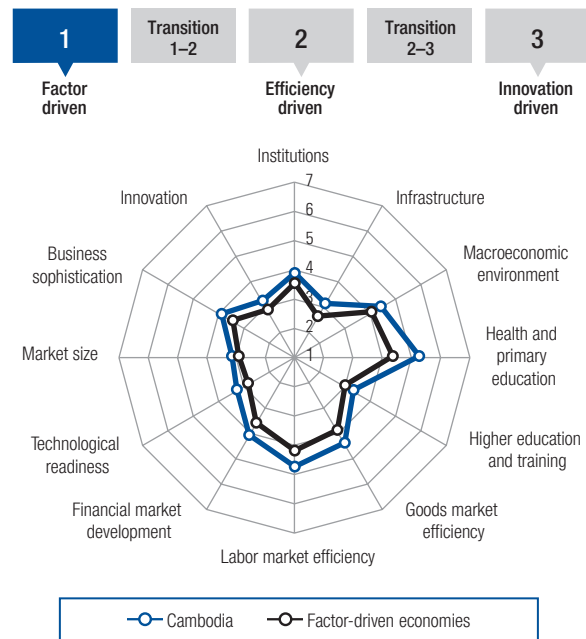 1
Transition
1–2
2
Transition
2–3
3
Factor
driven
Efficiency
driven
Innovation
driven
Institutions
7
Innovation
Infrastructure
6
5
Business
sophistication
Macroeconomic
environment
4
3
2
Market size
1
Health and
primary
education
Technological
readiness
Higher education
and training
Financial market
development
Goods market
efficiency
Labor market efficiency
Cambodia
Factor-driven economies